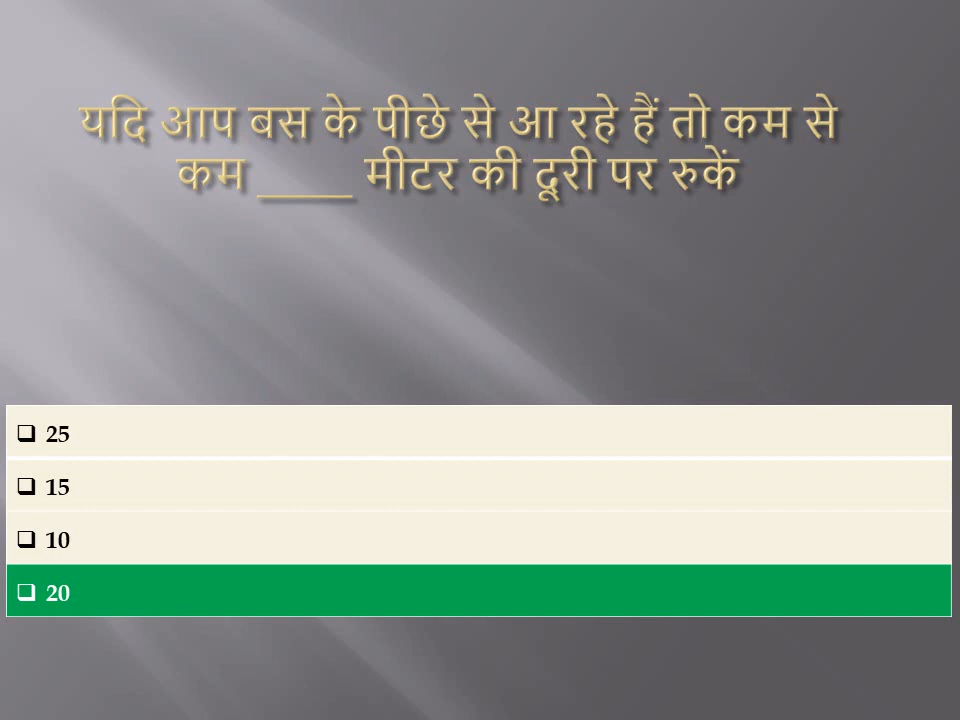 यदि आप बस के पीछे से आ रहे हैं तो कम से
कम ____ मीटर की दूरी पर रुकें
25
15
10
20